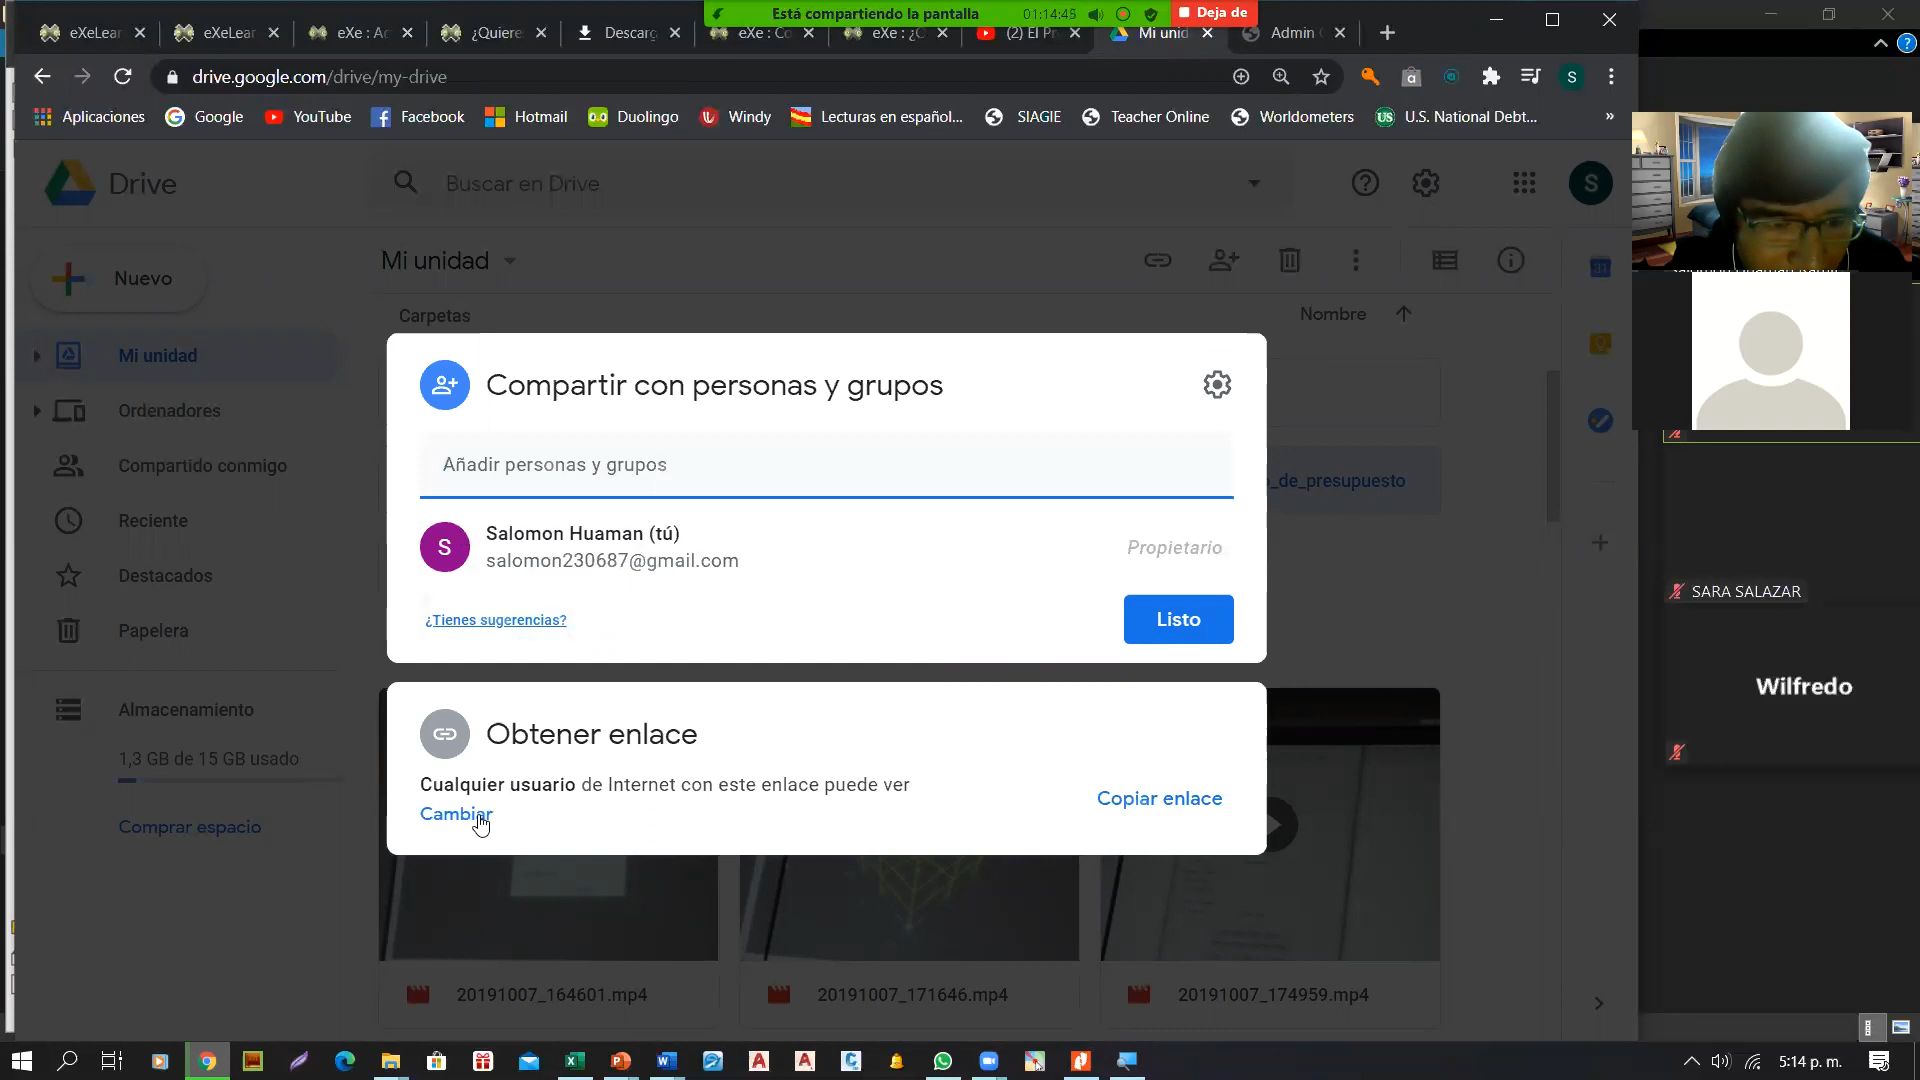 Está compartiendo la pantalla 01:14:45 Deja de
eXeLear eXeLear eXe : Ac ¿Quiere Descarg eXe : Co eXe : ¿C (2) El Pr Mi unid Admin
drive.google.com/drive/my-drive
Aplicaciones Google YouTube Facebook Hotmail Duolingo Windy Lecturas en español... SIAGIE Teacher Online Worldometers U.S. National Debt... »
Drive
Buscar en Drive
S
Nuevo
Mi unidad
Mi unidad
Ordenadores
Compartido conmigo
Reciente
Destacados
Papelera
Almacenamiento
1,3 GB de 15 GB usado
Comprar espacio
Carpetas
Nombre
_de_presupuesto
Compartir con personas y grupos
Añadir personas y grupos
S
Salomon Huaman (tú)
salomon230687@gmail.com
Propietario
¿Tienes sugerencias?
Listo
Obtener enlace
Cualquier usuario de Internet con este enlace puede ver
Cambiar
Copiar enlace
20191007_164601.mp4
20191007_171646.mp4
20191007_174959.mp4
SARA SALAZAR
Wilfredo
5:14 p. m.